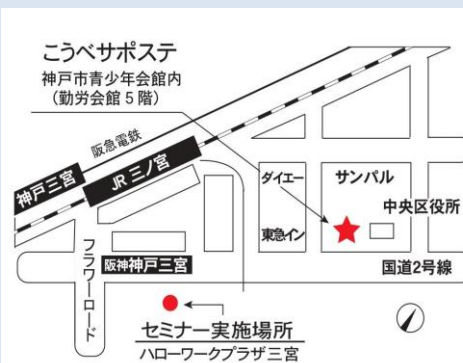 こうべサポステ
神戸市青少年会館内
（勤労会館５階）
阪急電鉄
神戸三宮
JR三ノ宮
ダイエー
サンパル
中央区役所
東急イン
フラワーロード
阪神神戸三宮
国道2号線
セミナー実施場所
ハローワークプラザ三宮